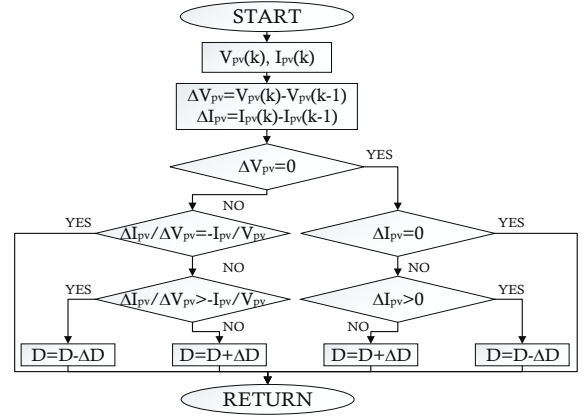 START
Vpv(k), Ipv(k)
ΔVpv=Vpv(k)-Vpv(k-1)
ΔIpv=Ipv(k)-Ipv(k-1)
ΔVpv=0
YES
NO
YES
ΔIpv/ΔVpv=-Ipv/Vpv
ΔIpv=0
YES
NO
NO
YES
ΔIpv/ΔVpv>-Ipv/Vpv
ΔIpv>0
YES
NO
NO
D=D-ΔD
D=D+ΔD
D=D+ΔD
D=D-ΔD
RETURN